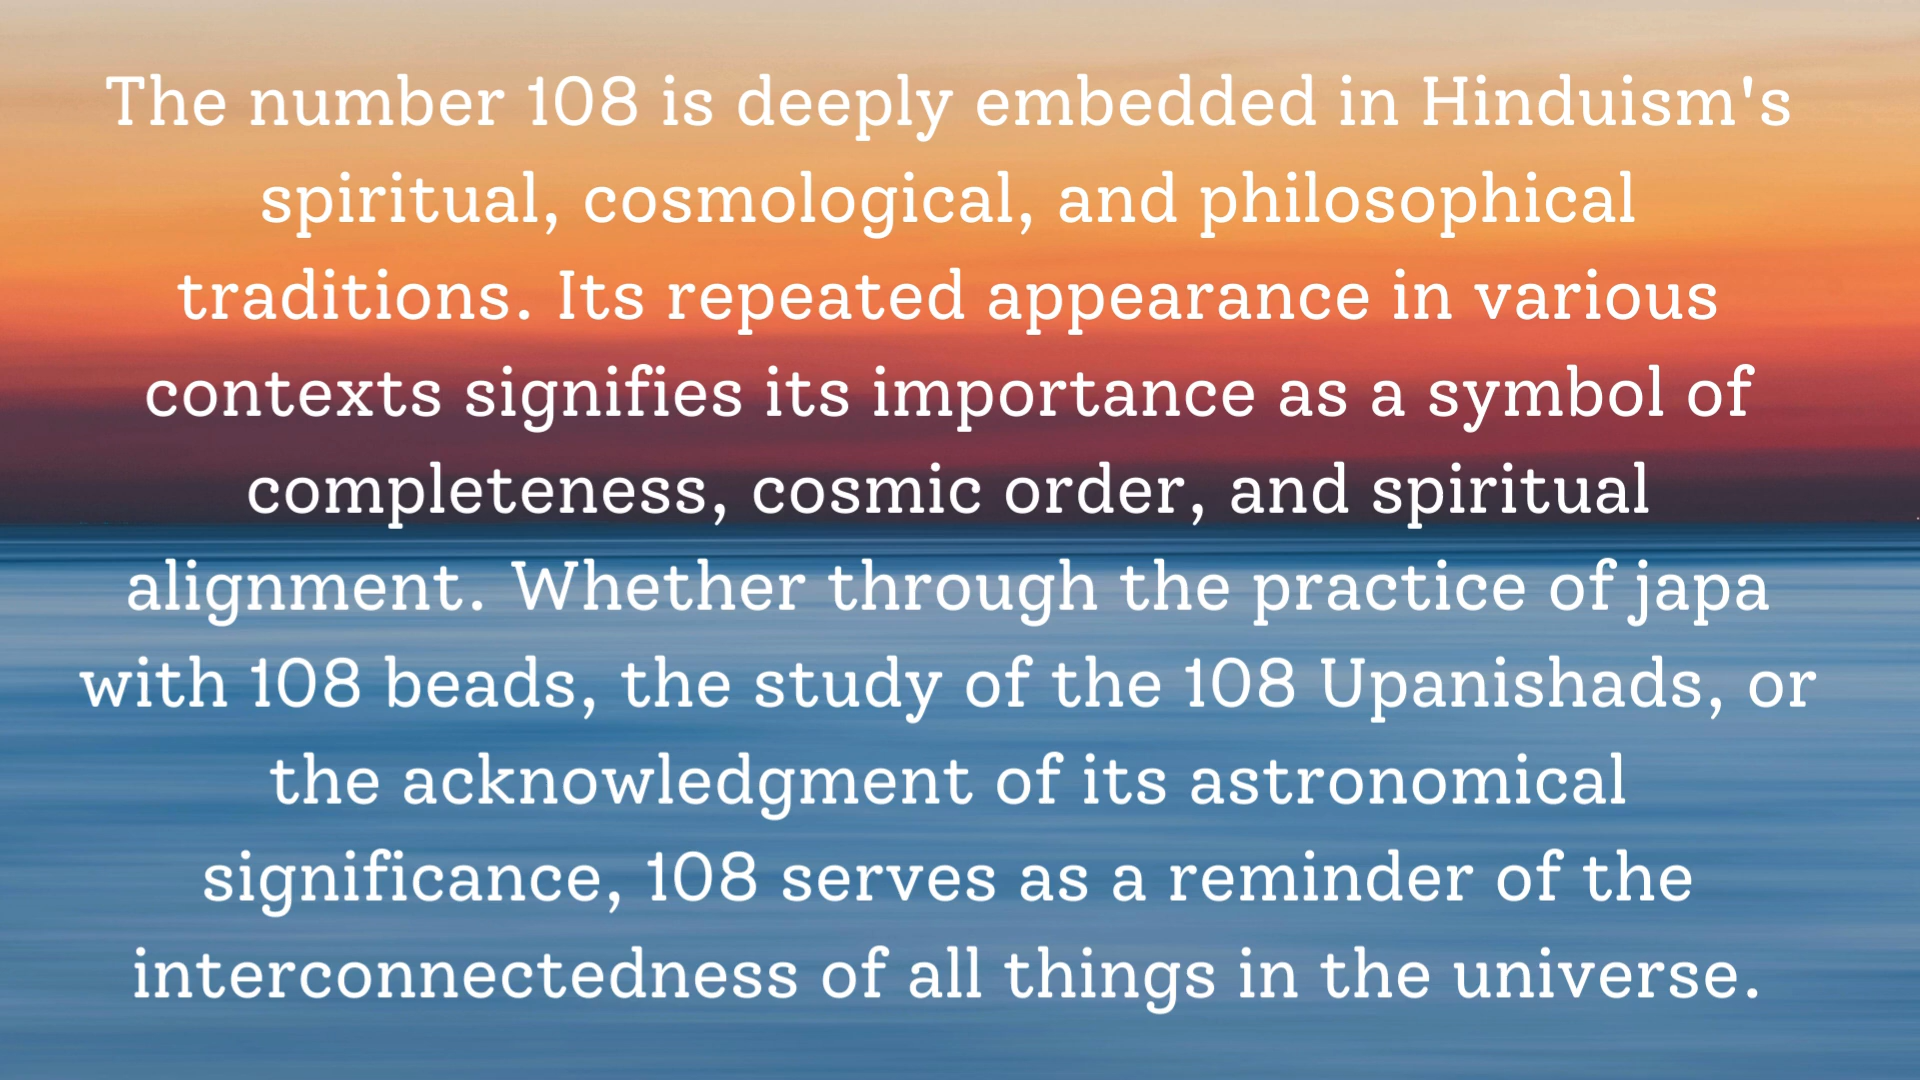 The number 108 is deeply embedded in Hinduism's
spiritual, cosmological, and philosophical
traditions. Its repeated appearance in various
contexts signifies its importance as a symbol of
completeness, cosmic order, and spiritual
alignment. Whether through the practice of japa
with 108 beads, the study of the 108 Upanishads, or
the acknowledgment of its astronomical
significance, 108 serves as a reminder of the
interconnectedness of all things in the universe.